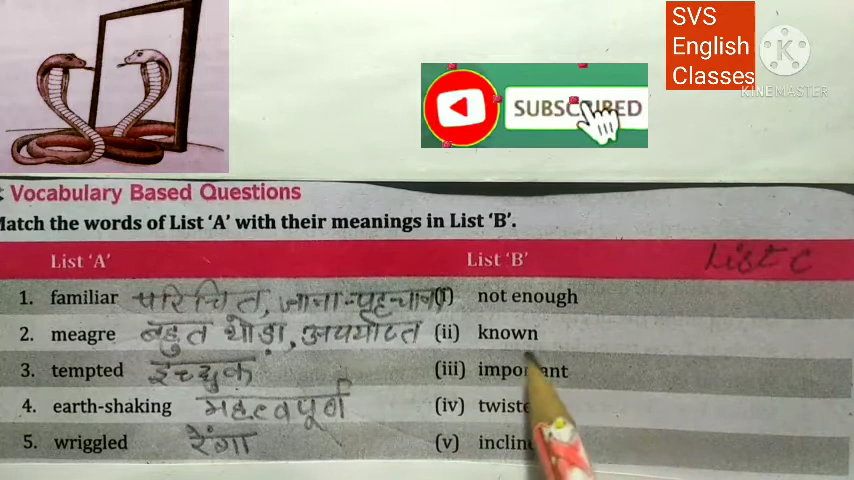 SVS
English
Classes
KINEMASTER
SUBSCRIBED
Vocabulary Based Questions
Match the words of List 'A' with their meanings in List 'B'.
List 'A' List 'B' List C
1. familiar परिचित, जाना-पहचाना (i) not enough
2. meagre बहुत थोड़ा, अपर्याप्त (ii) known
3. tempted इच्छुक (iii) important
4. earth-shaking महत्वपूर्ण (iv) twisted
5. wriggled रेंगा (v) inclined